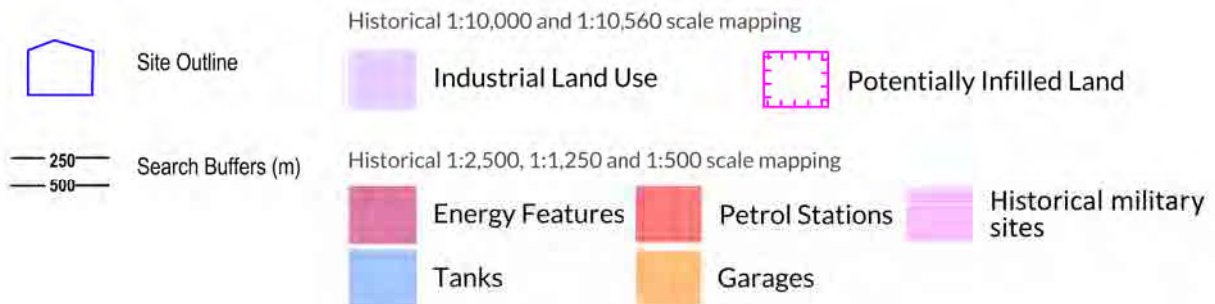 Historical 1:10,000 and 1:10,560 scale mapping
Site Outline
Industrial Land Use
Potentially Infilled Land
250
500
Search Buffers (m)
Historical 1:2,500, 1:1,250 and 1:500 scale mapping
Energy Features
Petrol Stations
Historical military
sites
Tanks
Garages